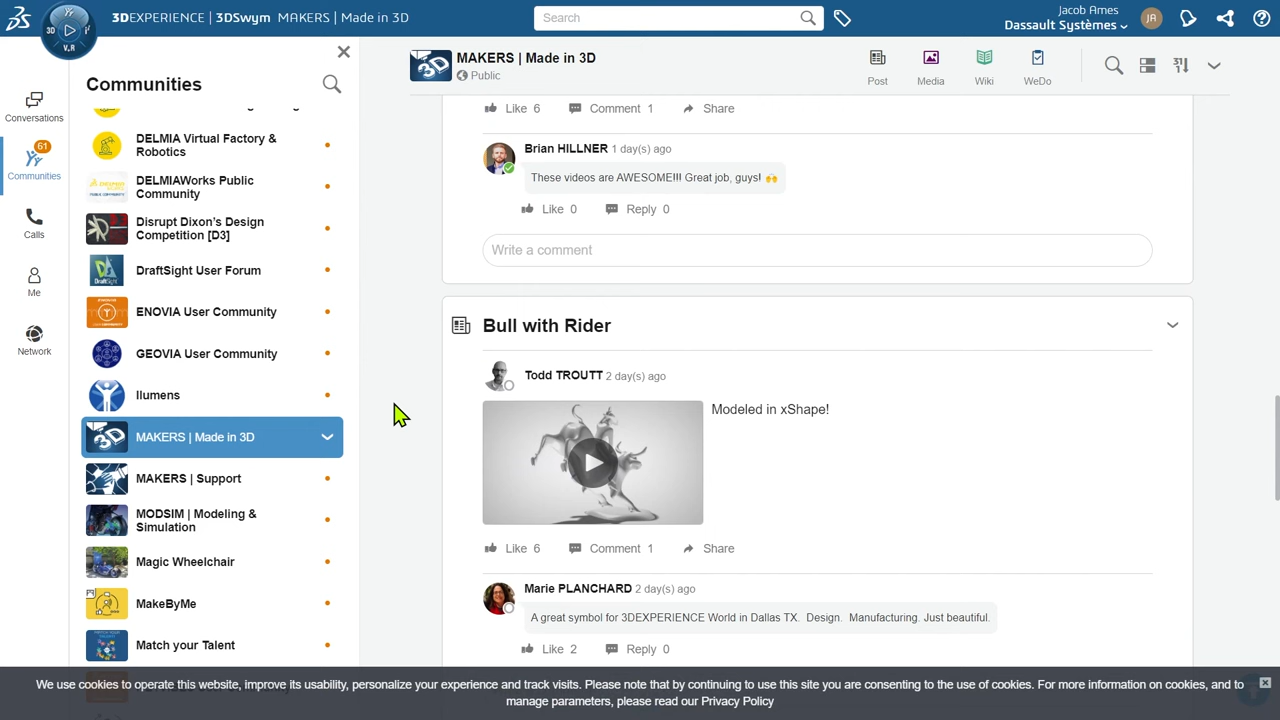 3DEXPERIENCE | 3DSwym MAKERS | Made in 3D
Search
Jacob Ames
Dassault Systèmes
JA
3D
V.R
Communities
Conversations
61
Communities
Calls
Me
Network
DELMIA Virtual Factory &
Robotics
DELMIAWorks Public
Community
Disrupt Dixon's Design
Competition [D3]
DraftSight User Forum
ENOVIA User Community
GEOVIA User Community
Ilumens
MAKERS | Made in 3D
MAKERS | Support
MODSIM | Modeling &
Simulation
Magic Wheelchair
MakeByMe
Match your Talent
MAKERS | Made in 3D
Public
Post
Media
Wiki
WeDo
Like 6 Comment 1 Share
Brian HILLNER 1 day(s) ago
These videos are AWESOME!!! Great job, guys! 🙌
Like 0 Reply 0
Write a comment
Bull with Rider
Todd TROUTT 2 day(s) ago
Modeled in xShape!
Like 6 Comment 1 Share
Marie PLANCHARD 2 day(s) ago
A great symbol for 3DEXPERIENCE World in Dallas TX. Design. Manufacturing. Just beautiful.
Like 2 Reply 0
We use cookies to operate this website, improve its usability, personalize your experience and track visits. Please note that by continuing to use this site you are consenting to the use of cookies. For more information on cookies, and to
manage parameters, please read our Privacy Policy